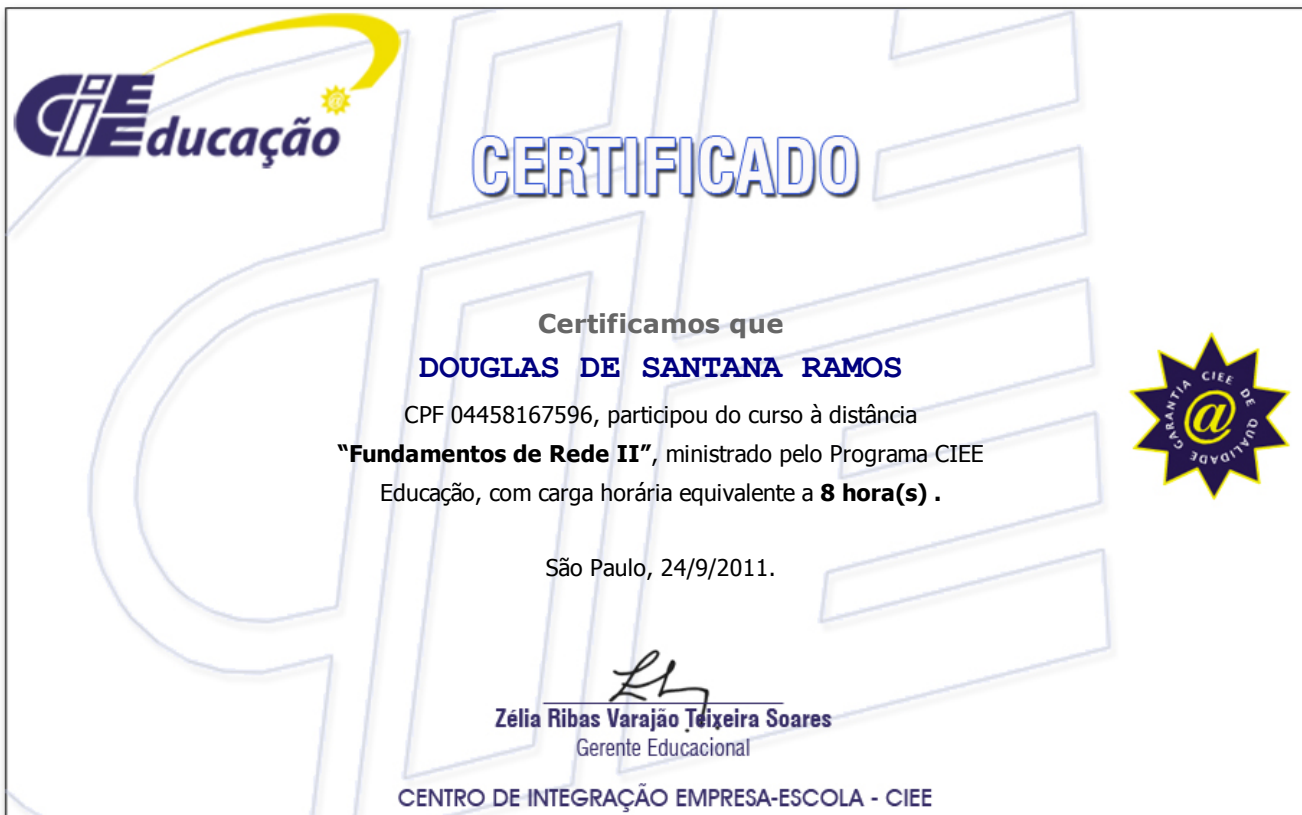 CIEE Educação
CERTIFICADO
Certificamos que
DOUGLAS DE SANTANA RAMOS
CPF 04458167596, participou do curso à distância
“Fundamentos de Rede II”, ministrado pelo Programa CIEE
Educação, com carga horária equivalente a 8 hora(s) .
GARANTIA CIEE DE QUALIDADE
@
São Paulo, 24/9/2011.
Zélia Ribas Varajão Teixeira Soares
Gerente Educacional
CENTRO DE INTEGRAÇÃO EMPRESA-ESCOLA - CIEE